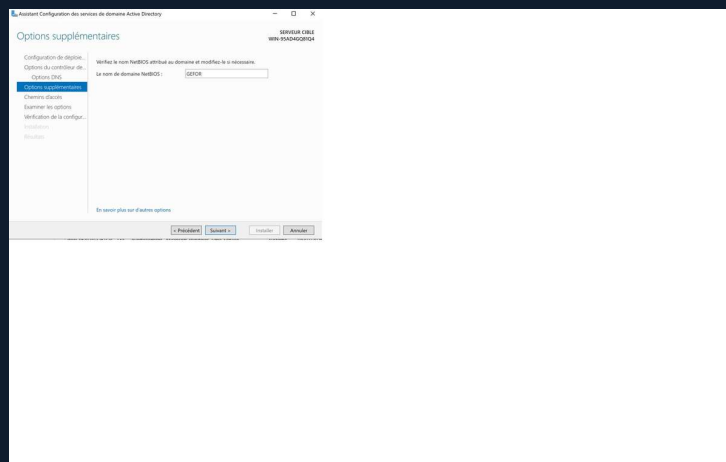 Assistant Configuration des services de domaine Active Directory
Options supplémentaires
SERVEUR CIBLE
WIN-95AD4GQ81Q4
Configuration de déploie...
Options du contrôleur de...
Options DNS
Options supplémentaires
Chemins d'accès
Examiner les options
Vérification de la configur...
Installation
Résultats
Vérifiez le nom NetBIOS attribué au domaine et modifiez-le si nécessaire.
Le nom de domaine NetBIOS :
GEFOR
En savoir plus sur d'autres options
< Précédent
Suivant >
Installer
Annuler